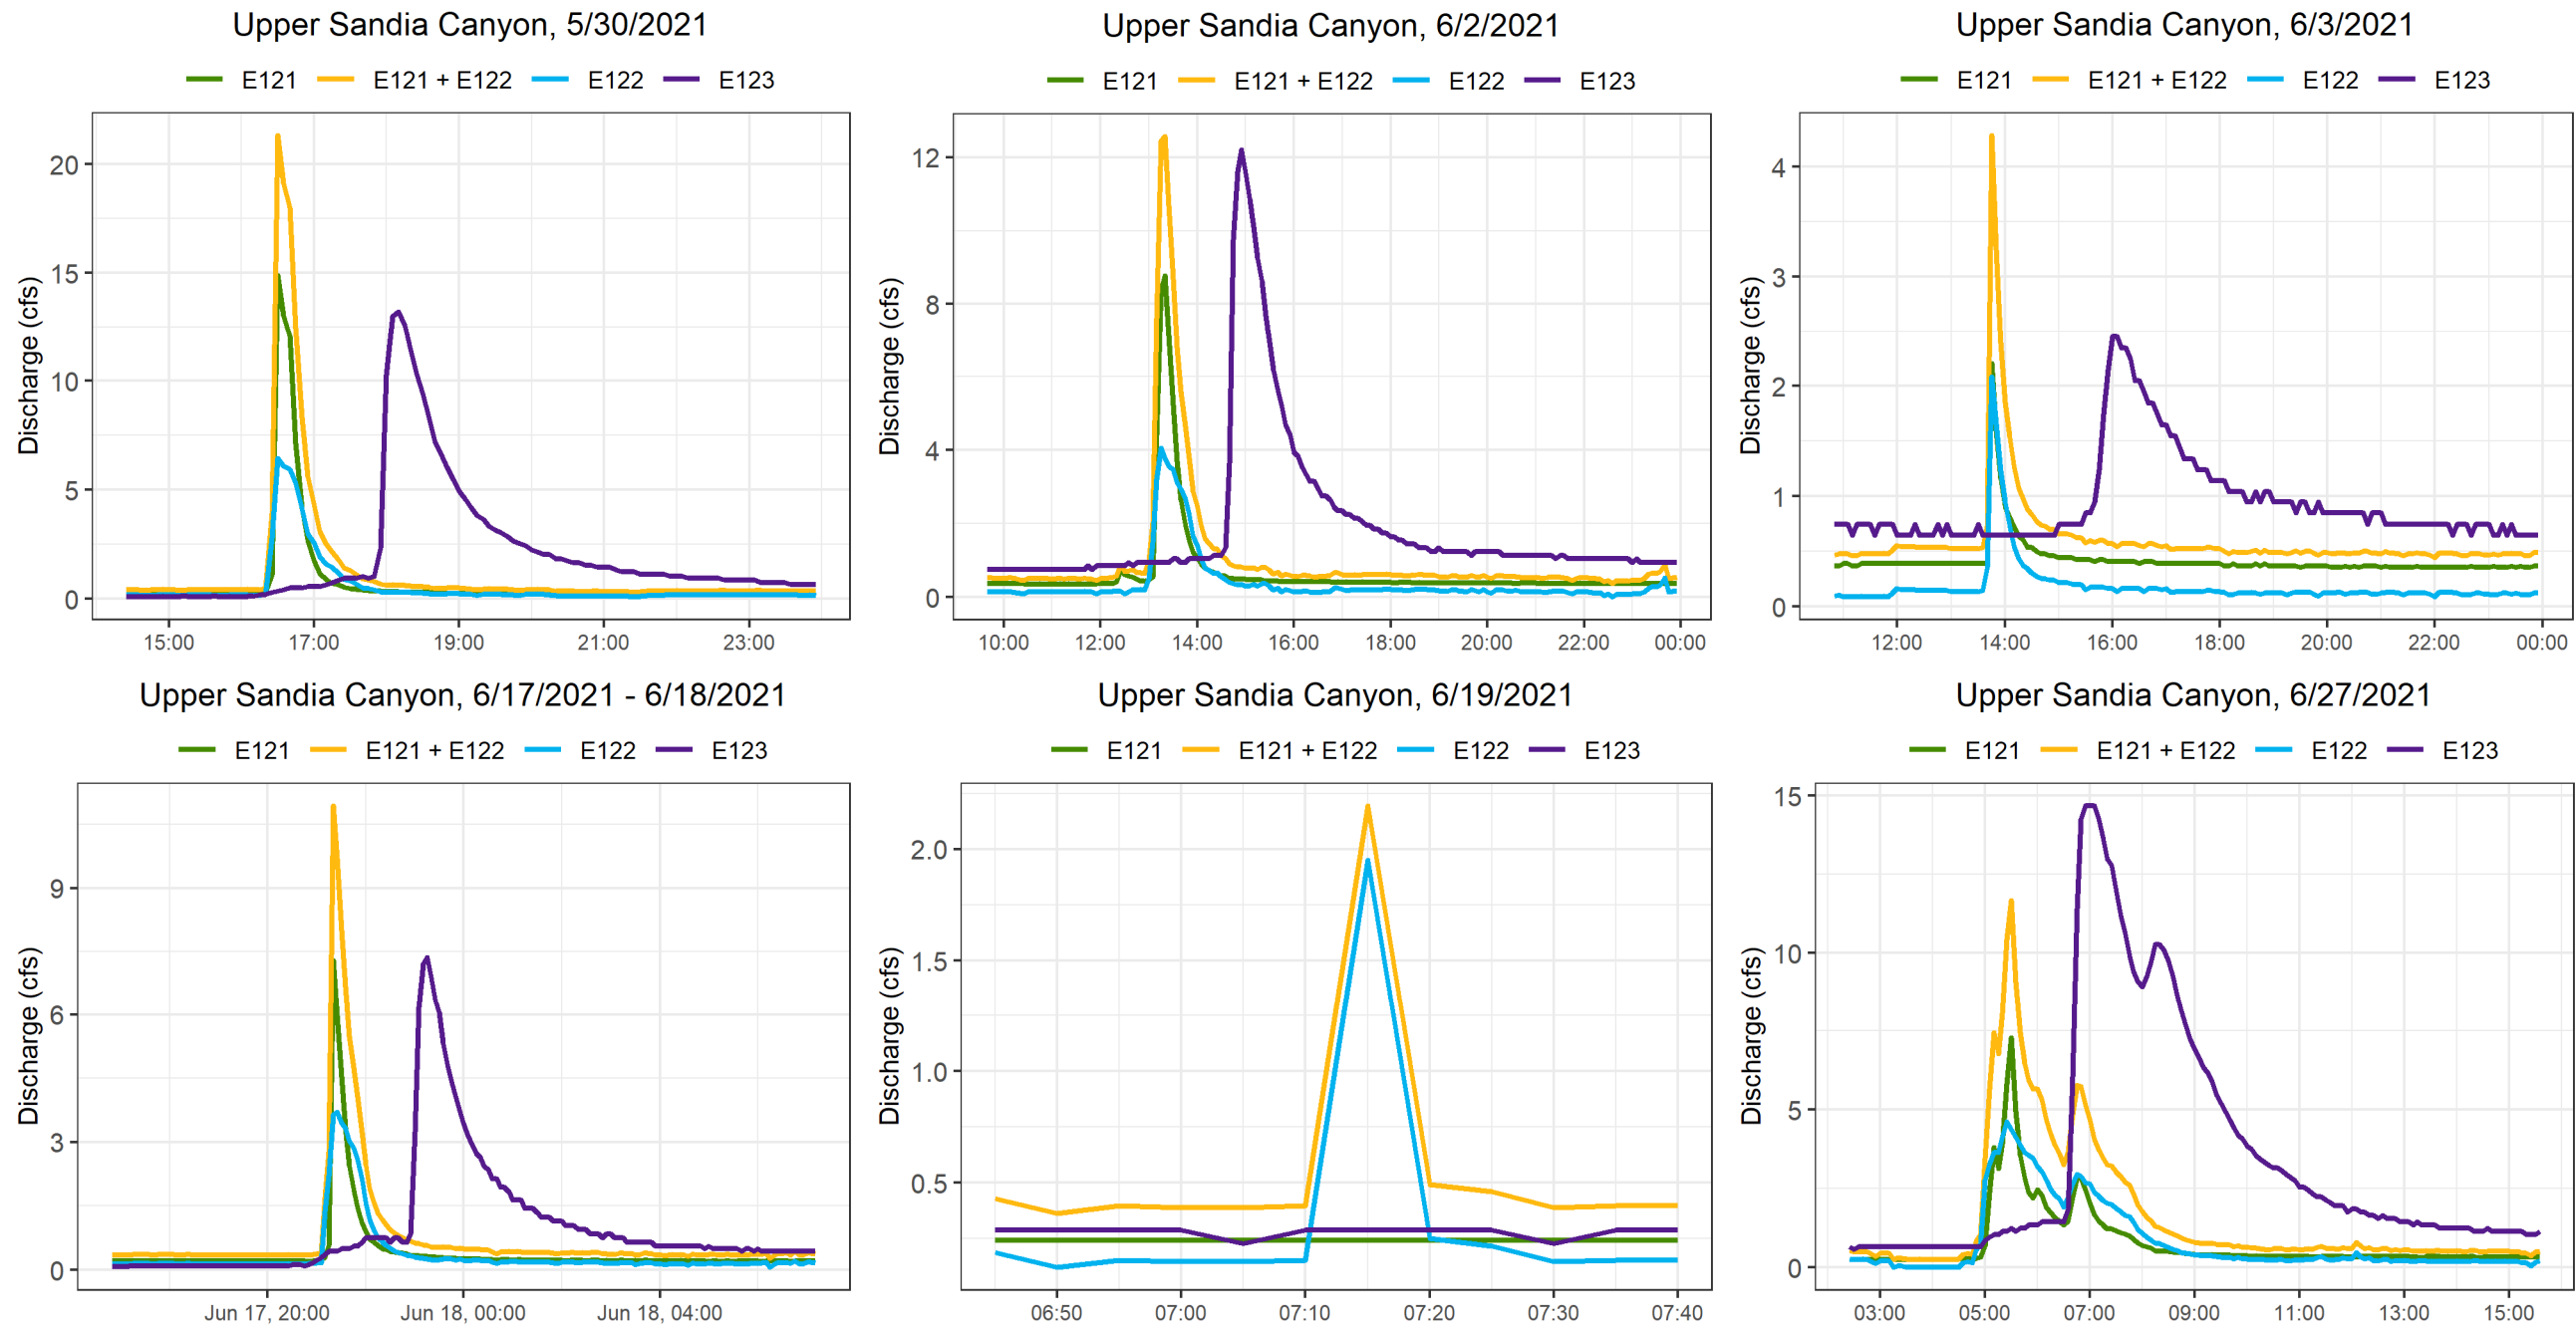 Upper Sandia Canyon, 5/30/2021
E121 E121 + E122 E122 E123
Discharge (cfs)
20
15
10
5
0
15:00 17:00 19:00 21:00 23:00
Upper Sandia Canyon, 6/2/2021
E121 E121 + E122 E122 E123
Discharge (cfs)
12
8
4
0
10:00 12:00 14:00 16:00 18:00 20:00 22:00 00:00
Upper Sandia Canyon, 6/3/2021
E121 E121 + E122 E122 E123
Discharge (cfs)
4
3
2
1
0
12:00 14:00 16:00 18:00 20:00 22:00 00:00
Upper Sandia Canyon, 6/17/2021 - 6/18/2021
E121 E121 + E122 E122 E123
Discharge (cfs)
9
6
3
0
Jun 17, 20:00 Jun 18, 00:00 Jun 18, 04:00
Upper Sandia Canyon, 6/19/2021
E121 E121 + E122 E122 E123
Discharge (cfs)
2.0
1.5
1.0
0.5
06:50 07:00 07:10 07:20 07:30 07:40
Upper Sandia Canyon, 6/27/2021
E121 E121 + E122 E122 E123
Discharge (cfs)
15
10
5
0
03:00 05:00 07:00 09:00 11:00 13:00 15:00